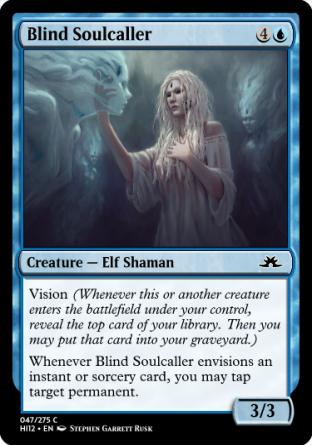 Blind Soulcaller 4
Creature — Elf Shaman
Vision (Whenever this or another creature
enters the battlefield under your control,
reveal the top card of your library. Then you
may put that card into your graveyard.)
Whenever Blind Soulcaller envisions an
instant or sorcery card, you may tap
target permanent.
3/3
047/275 C
HI12 • EN Stephen Garrett Rusk